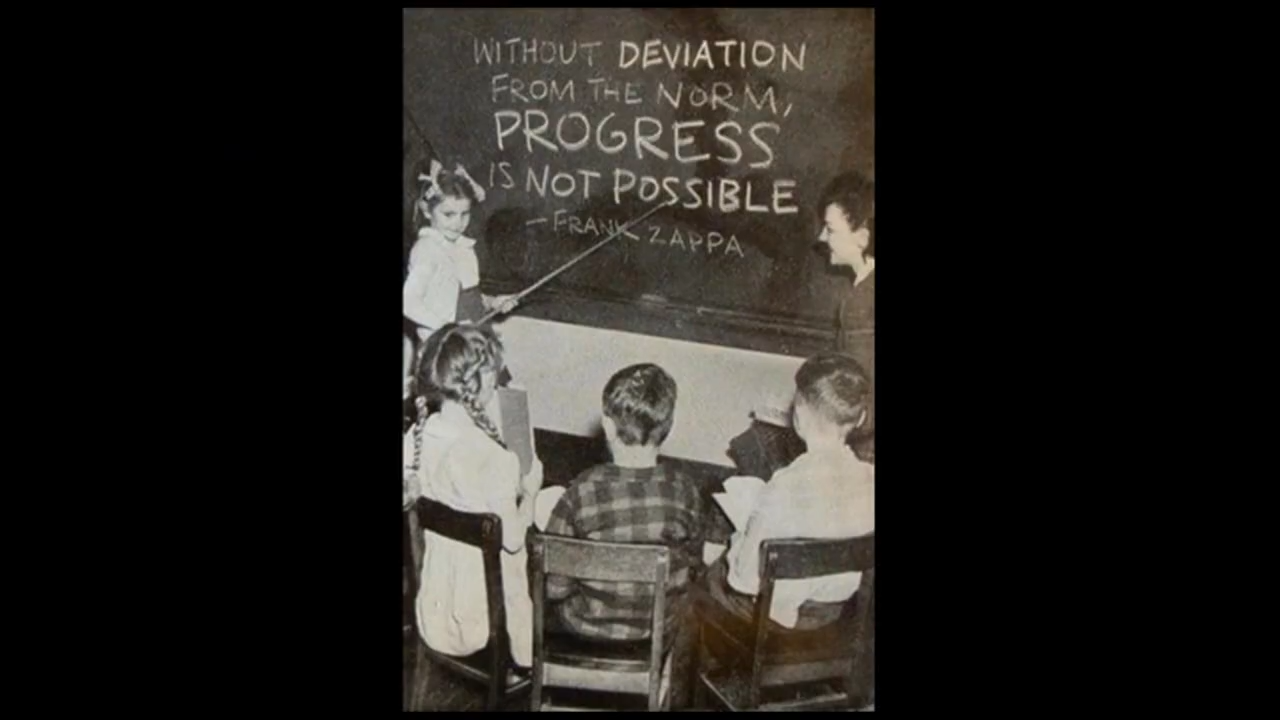 WITHOUT DEVIATION
FROM THE NORM,
PROGRESS
IS NOT POSSIBLE
– FRANK ZAPPA